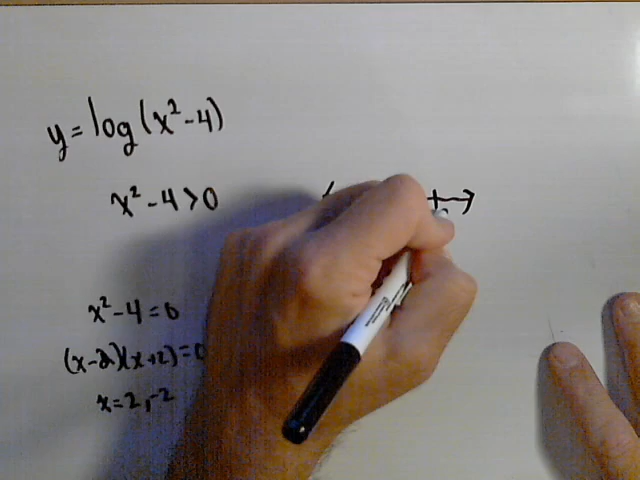 y = log(x² - 4)
x² - 4 > 0
x² - 4 = 0
(x-2)(x+2) = 0
x = 2, -2